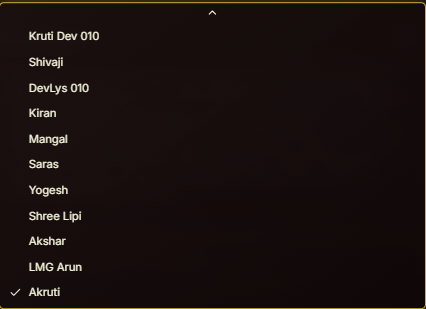 Kruti Dev 010
Shivaji
DevLys 010
Kiran
Mangal
Saras
Yogesh
Shree Lipi
Akshar
LMG Arun
Akruti